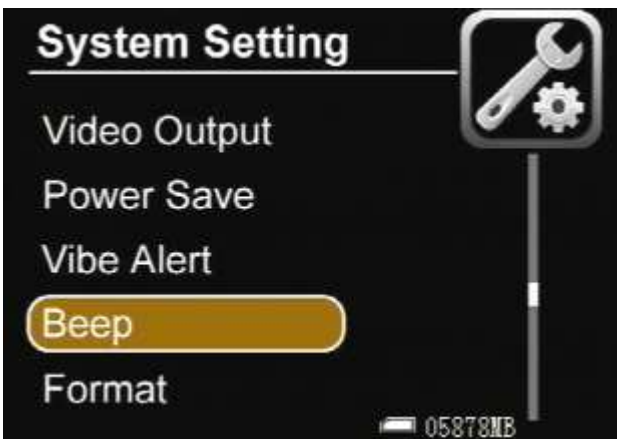 System Setting
Video Output
Power Save
Vibe Alert
Beep
Format
05878MB